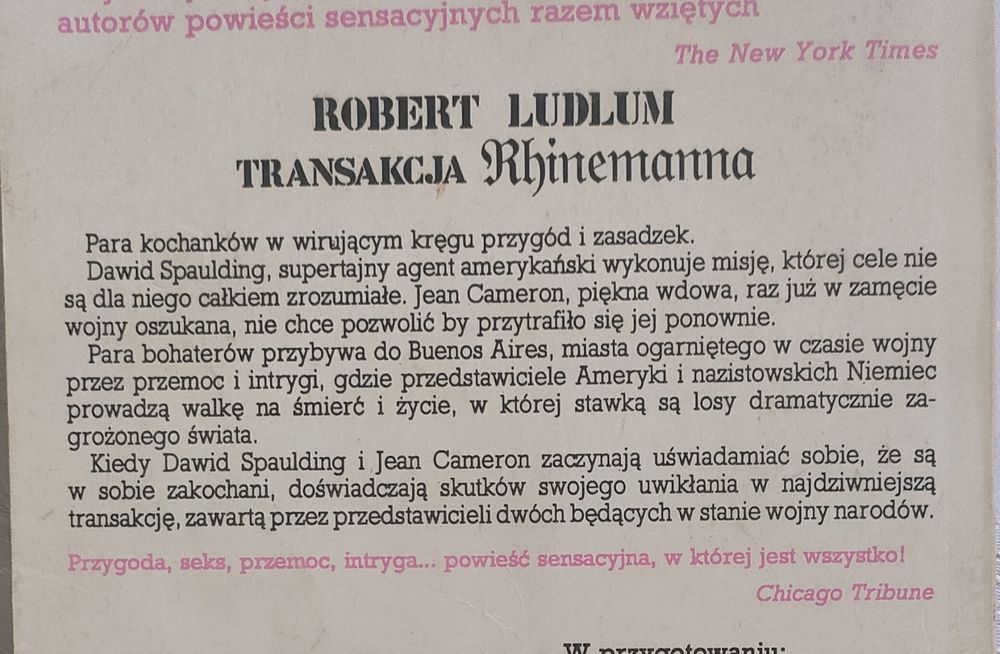 autorów powieści sensacyjnych razem wziętych
The New York Times
ROBERT LUDLUM
TRANSAKCJA Rhinemanna
Para kochanków w wirującym kręgu przygód i zasadzek.
Dawid Spaulding, supertajny agent amerykański wykonuje misję, której cele nie
są dla niego całkiem zrozumiałe. Jean Cameron, piękna wdowa, raz już w zamęcie
wojny oszukana, nie chce pozwolić by przytrafiło się jej ponownie.
Para bohaterów przybywa do Buenos Aires, miasta ogarniętego w czasie wojny
przez przemoc i intrygi, gdzie przedstawiciele Ameryki i nazistowskich Niemiec
prowadzą walkę na śmierć i życie, w której stawką są losy dramatycznie za-
grożonego świata.
Kiedy Dawid Spaulding i Jean Cameron zaczynają uświadamiać sobie, że są
w sobie zakochani, doświadczają skutków swojego uwikłania w najdziwniejszą
transakcję, zawartą przez przedstawicieli dwóch będących w stanie wojny narodów.
Przygoda, seks, przemoc, intryga... powieść sensacyjna, w której jest wszystko!
Chicago Tribune
W przygotowaniu: